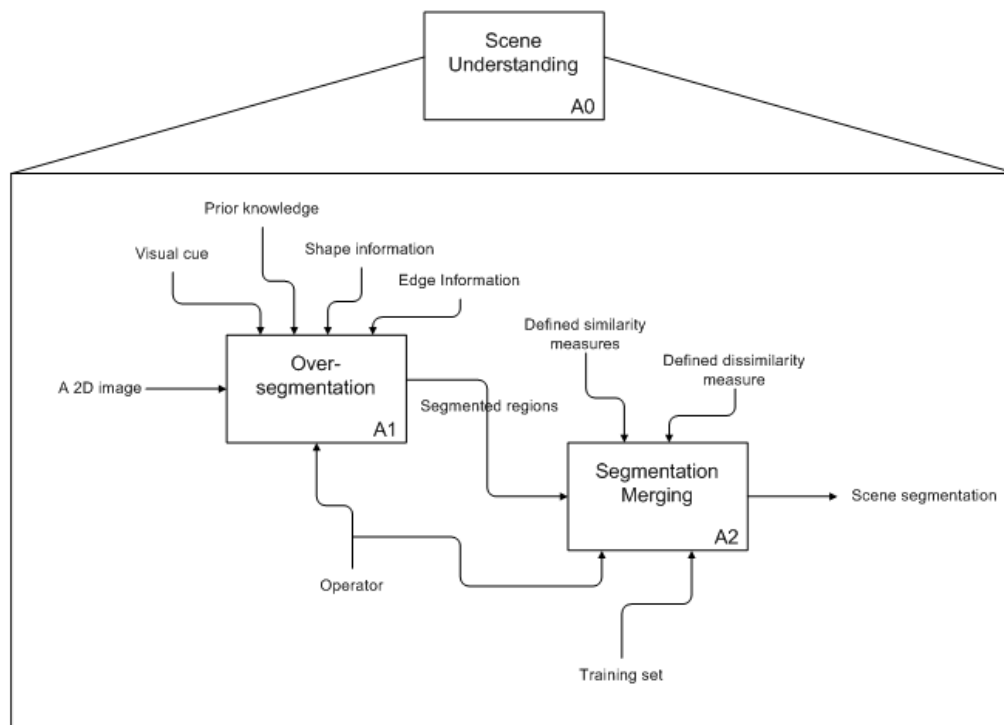 Scene
Understanding
A0
Prior knowledge
Visual cue
Shape information
Edge Information
Defined similarity
measures
Defined dissimilarity
measure
A 2D image
Over-
segmentation
A1
Segmented regions
Segmentation
Merging
A2
Scene segmentation
Operator
Training set